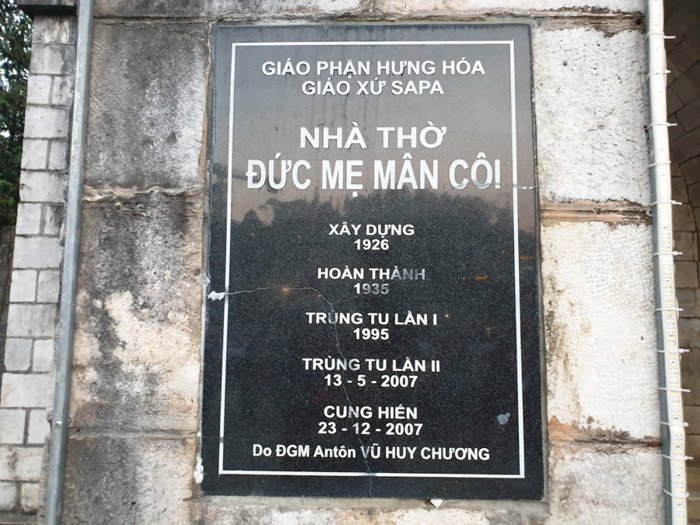 GIÁO PHẬN HƯNG HÓA
GIÁO XỨ SAPA
NHÀ THỜ
ĐỨC MẸ MÂN CÔI
XÂY DỰNG
1926
HOÀN THÀNH
1935
TRÙNG TU LẦN I
1995
TRÙNG TU LẦN II
13 - 5 - 2007
CUNG HIẾN
23 - 12 - 2007
Do ĐGM Antôn VŨ HUY CHƯƠNG